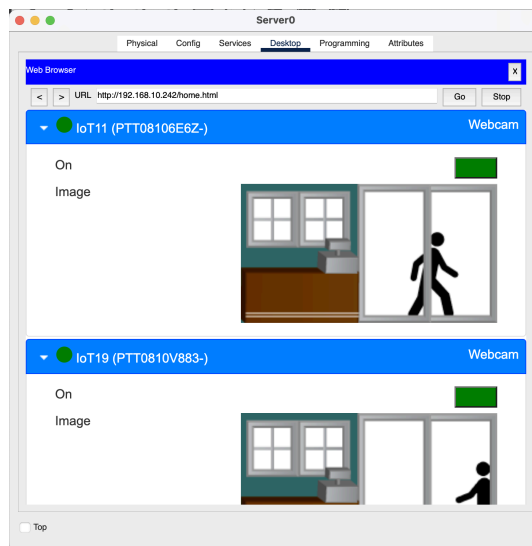 Server0
Physical Config Services Desktop Programming Attributes
Web Browser X
< > URL http://192.168.10.242/home.html Go Stop
IoT11 (PTT08106E6Z-) Webcam
On
Image
IoT19 (PTT0810V883-) Webcam
On
Image
Top